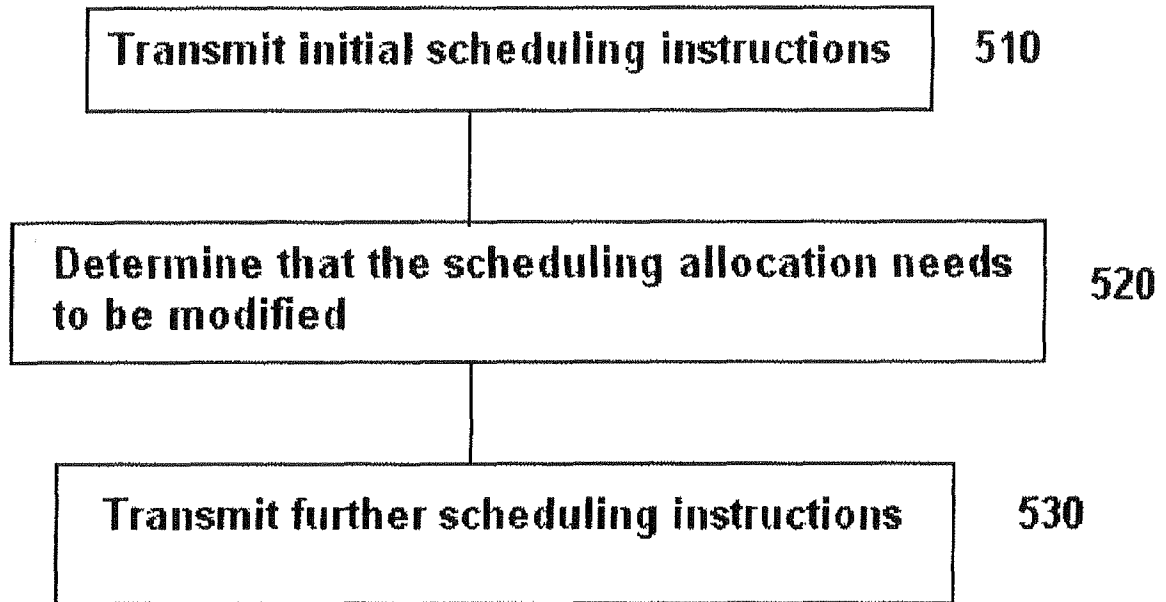 Transmit initial scheduling instructions 510
Determine that the scheduling allocation needs 520
to be modified
Transmit further scheduling instructions 530